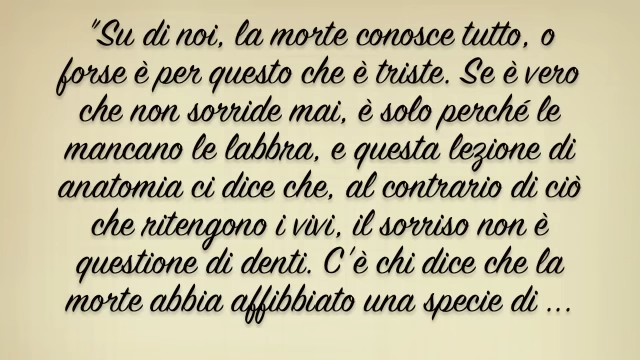 "Su di noi, la morte conosce tutto, o
forse è per questo che è triste. Se è vero
che non sorride mai, è solo perché le
mancano le labbra, e questa lezione di
anatomia ci dice che, al contrario di ciò
che ritengono i vivi, il sorriso non è
questione di denti. C'è chi dice che la
morte abbia affibbiato una specie di ...